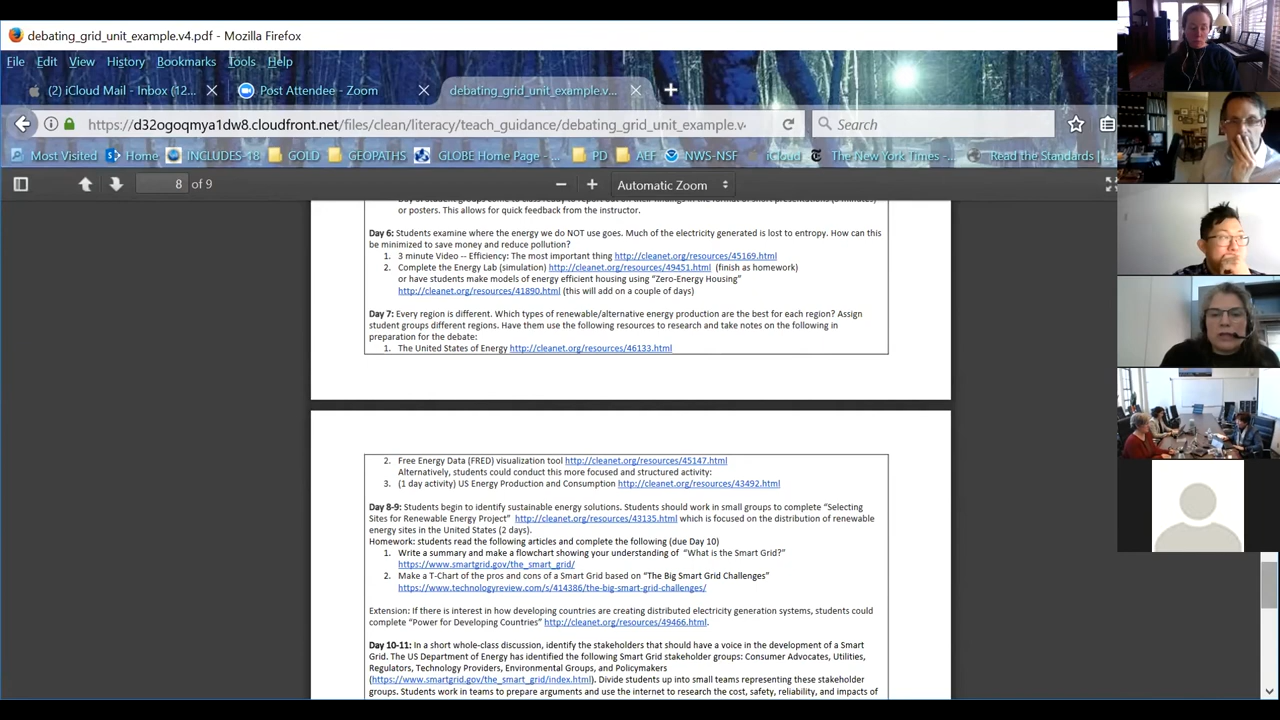 debating_grid_unit_example.v4.pdf - Mozilla Firefox
File Edit View History Bookmarks Tools Help
(2) iCloud Mail - Inbox (12...
Post Attendee - Zoom
debating_grid_unit_example.v...
https://d32ogoqmya1dw8.cloudfront.net/files/clean/literacy/teach_guidance/debating_grid_unit_example.v4
Search
Most Visited Home INCLUDES-18 GOLD GEOPATHS GLOBE Home Page - ... PD AEF NWS-NSF iCloud The New York Times -... Read the Standards |...
8 of 9
Automatic Zoom
or posters. This allows for quick feedback from the instructor.
Day 6: Students examine where the energy we do NOT use goes. Much of the electricity generated is lost to entropy. How can this
be minimized to save money and reduce pollution?
1. 3 minute Video -- Efficiency: The most important thing http://cleanet.org/resources/45169.html
2. Complete the Energy Lab (simulation) http://cleanet.org/resources/49451.html (finish as homework)
or have students make models of energy efficient housing using "Zero-Energy Housing"
http://cleanet.org/resources/41890.html (this will add on a couple of days)
Day 7: Every region is different. Which types of renewable/alternative energy production are the best for each region? Assign
student groups different regions. Have them use the following resources to research and take notes on the following in
preparation for the debate:
1. The United States of Energy http://cleanet.org/resources/46133.html
2. Free Energy Data (FRED) visualization tool http://cleanet.org/resources/45147.html
Alternatively, students could conduct this more focused and structured activity:
3. (1 day activity) US Energy Production and Consumption http://cleanet.org/resources/43492.html
Day 8-9: Students begin to identify sustainable energy solutions. Students should work in small groups to complete "Selecting
Sites for Renewable Energy Project" http://cleanet.org/resources/43135.html which is focused on the distribution of renewable
energy sites in the United States (2 days).
Homework: students read the following articles and complete the following (due Day 10)
1. Write a summary and make a flowchart showing your understanding of "What is the Smart Grid?"
https://www.smartgrid.gov/the_smart_grid/
2. Make a T-Chart of the pros and cons of a Smart Grid based on "The Big Smart Grid Challenges"
https://www.technologyreview.com/s/414386/the-big-smart-grid-challenges/
Extension: If there is interest in how developing countries are creating distributed electricity generation systems, students could
complete "Power for Developing Countries" http://cleanet.org/resources/49466.html.
Day 10-11: In a short whole-class discussion, identify the stakeholders that should have a voice in the development of a Smart
Grid. The US Department of Energy has identified the following Smart Grid stakeholder groups: Consumer Advocates, Utilities,
Regulators, Technology Providers, Environmental Groups, and Policymakers
(https://www.smartgrid.gov/the_smart_grid/index.html). Divide students up into small teams representing these stakeholder
groups. Students work in teams to prepare arguments and use the internet to research the cost, safety, reliability, and impacts of